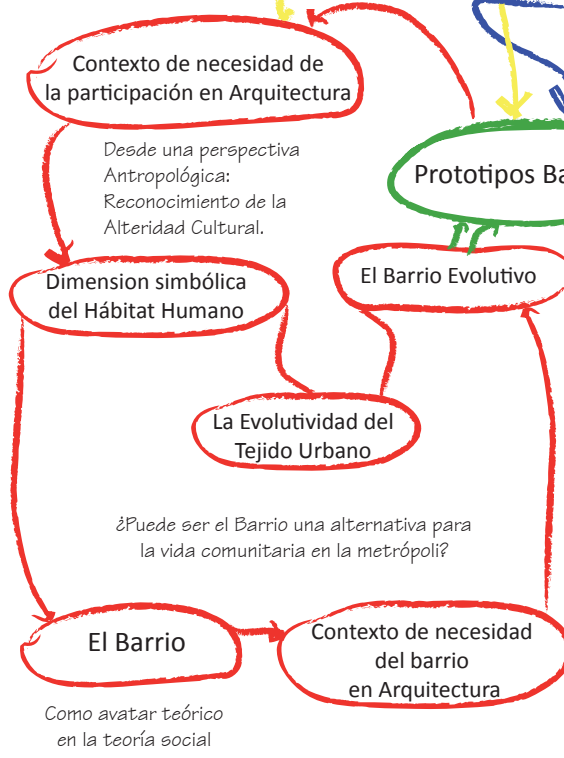 Contexto de necesidad de
la participación en Arquitectura
Desde una perspectiva
Antropológica:
Reconocimiento de la
Alteridad Cultural.
Prototipos Ba
Dimension simbólica
del Hábitat Humano
El Barrio Evolutivo
La Evolutividad del
Tejido Urbano
¿Puede ser el Barrio una alternativa para
la vida comunitaria en la metrópoli?
El Barrio
Contexto de necesidad
del barrio
en Arquitectura
Como avatar teórico
en la teoría social